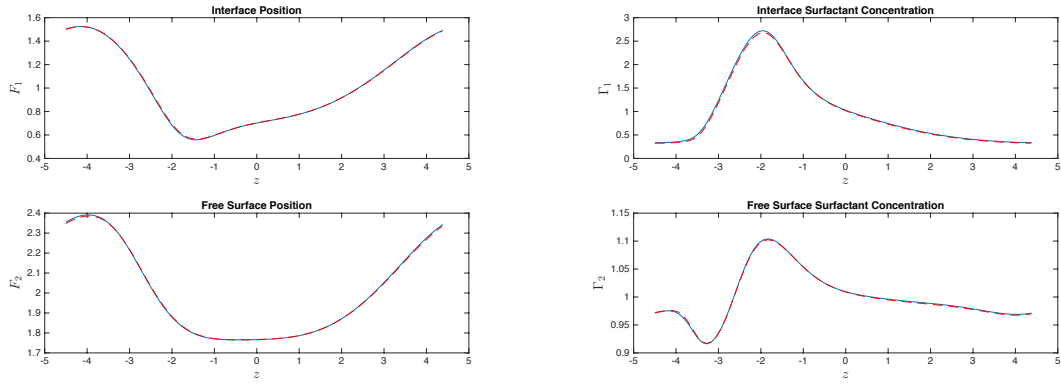 Interface Position
1.6
1.4
1.2
1
0.8
0.6
0.4
F₁
-5 -4 -3 -2 -1 0 1 2 3 4 5
z
Interface Surfactant Concentration
3
2.5
2
1.5
1
0.5
0
Γ₁
-5 -4 -3 -2 -1 0 1 2 3 4 5
z
Free Surface Position
2.4
2.3
2.2
2.1
2
1.9
1.8
1.7
F₂
-5 -4 -3 -2 -1 0 1 2 3 4 5
z
Free Surface Surfactant Concentration
1.15
1.1
1.05
1
0.95
0.9
Γ₂
-5 -4 -3 -2 -1 0 1 2 3 4 5
z